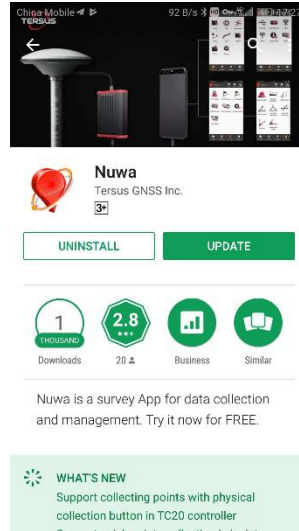 China Mobile
92 B/s
TERSUS
Nuwa
Tersus GNSS Inc.
3+
UNINSTALL
UPDATE
1
THOUSAND
Downloads
2.8
20
Business
Similar
Nuwa is a survey App for data collection
and management. Try it now for FREE.
WHAT'S NEW
Support collecting points with physical
collection button in TC20 controller